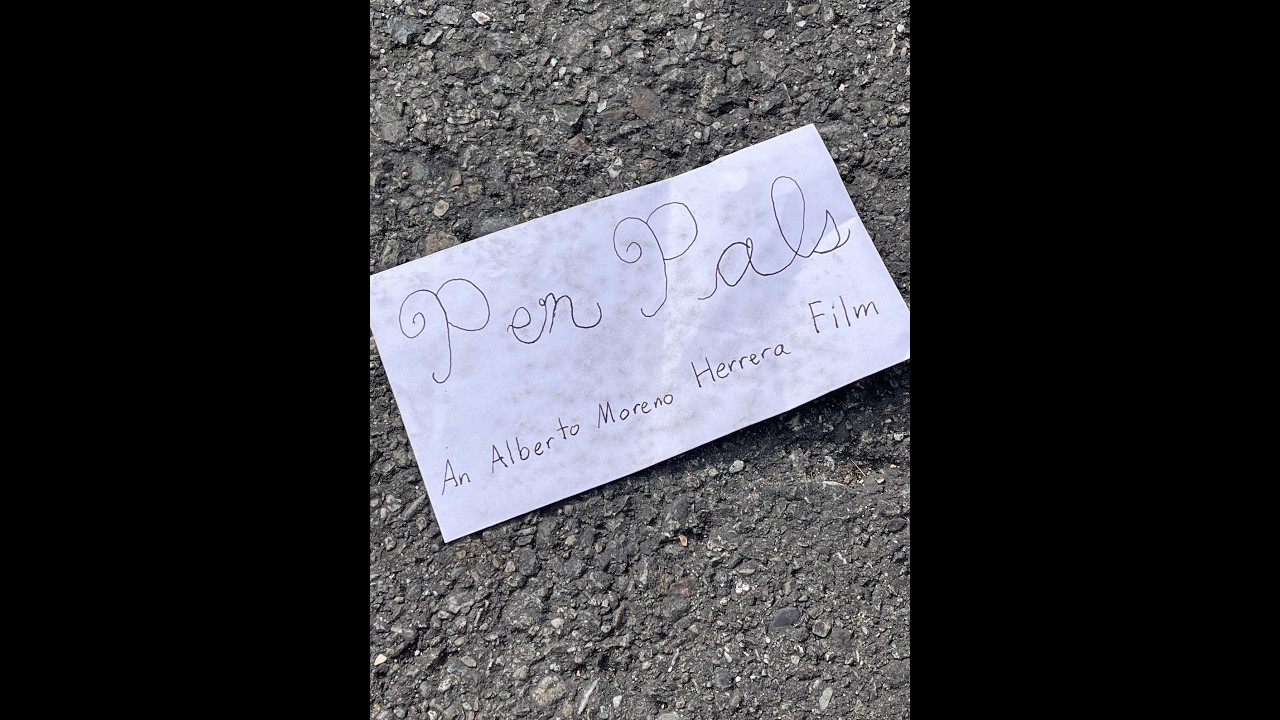 Pen Pals
An Alberto Moreno Herrera Film